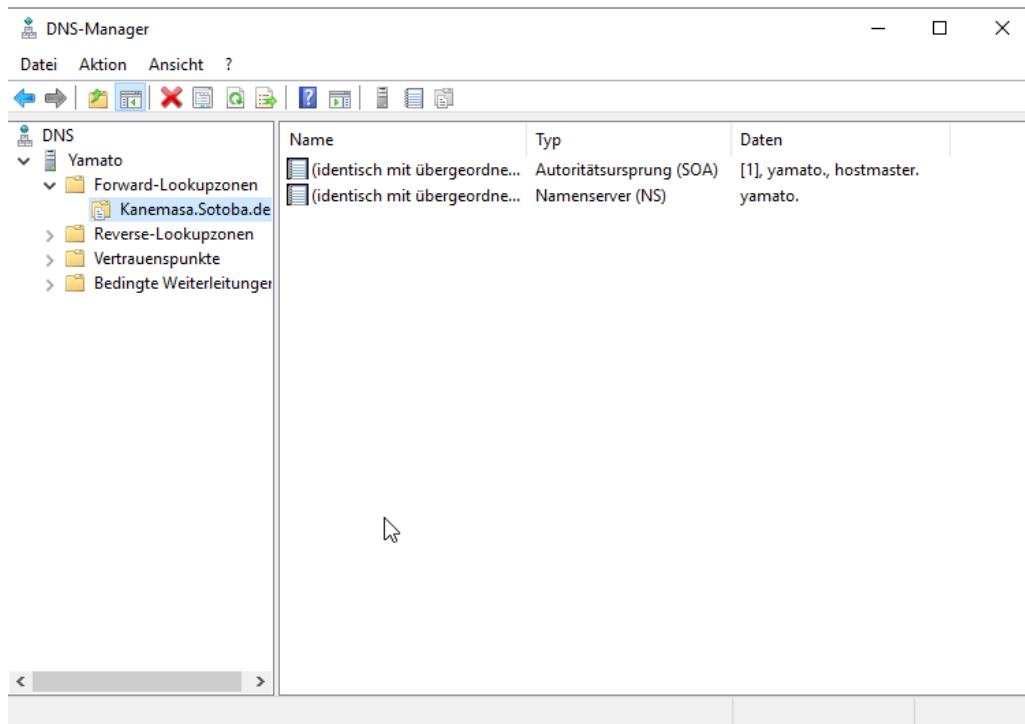 DNS-Manager
Datei Aktion Ansicht ?
DNS
Yamato
Forward-Lookupzonen
Kanemasa.Sotoba.de
Reverse-Lookupzonen
Vertrauenspunkte
Bedingte Weiterleitunger
Name Typ Daten
(identisch mit übergeordne... Autoritätsursprung (SOA) [1], yamato., hostmaster.
(identisch mit übergeordne... Namenserver (NS) yamato.